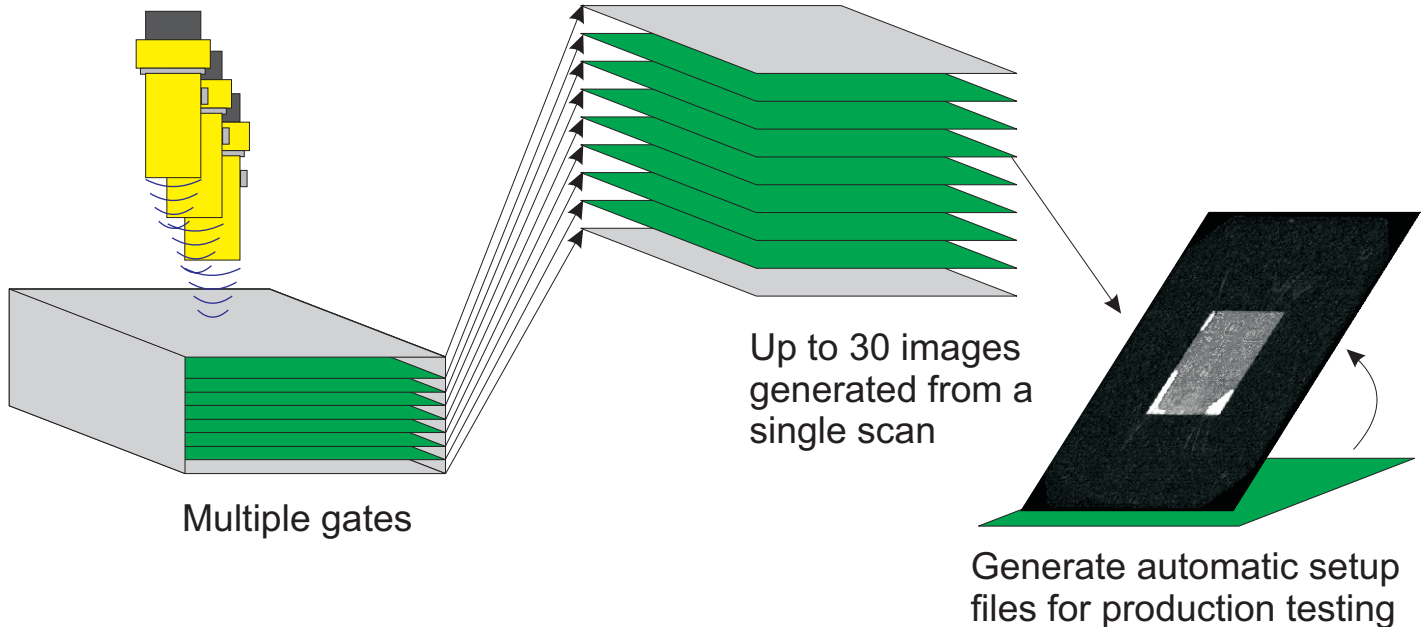 Up to 30 images
generated from a
single scan
Multiple gates
Generate automatic setup
files for production testing